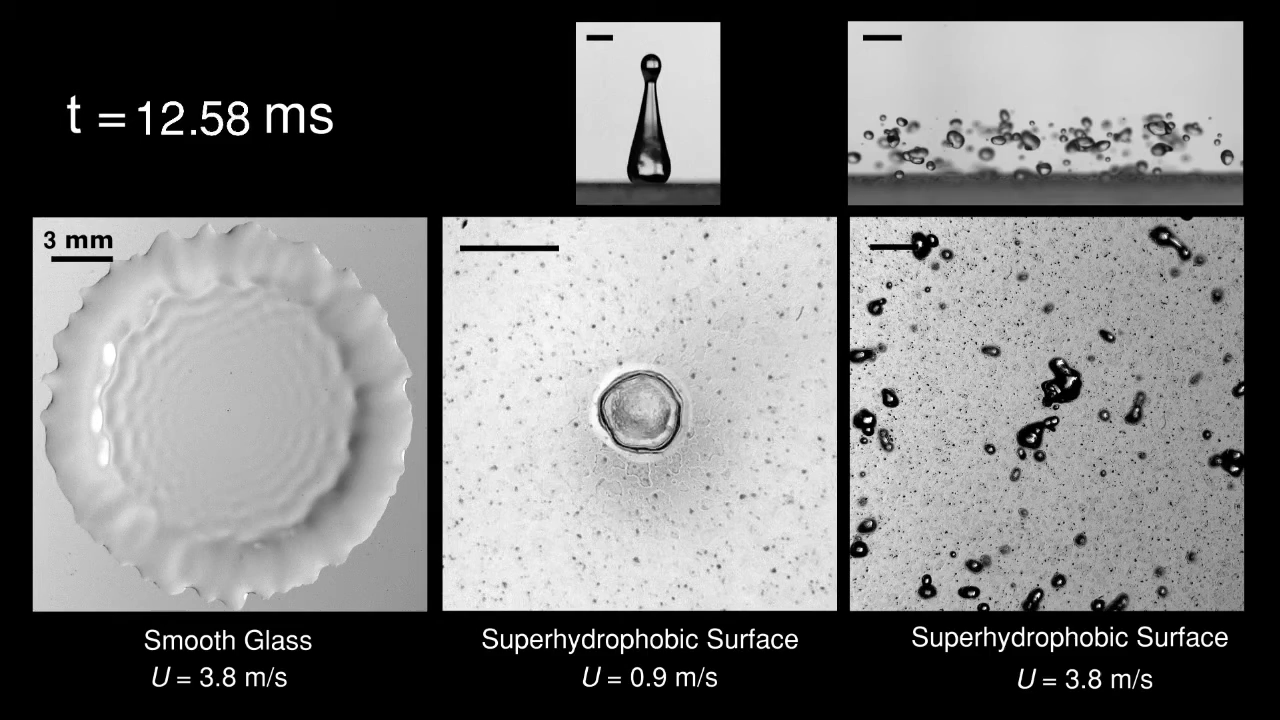 t = 12.58 ms
3 mm
Smooth Glass
U = 3.8 m/s
Superhydrophobic Surface
U = 0.9 m/s
Superhydrophobic Surface
U = 3.8 m/s